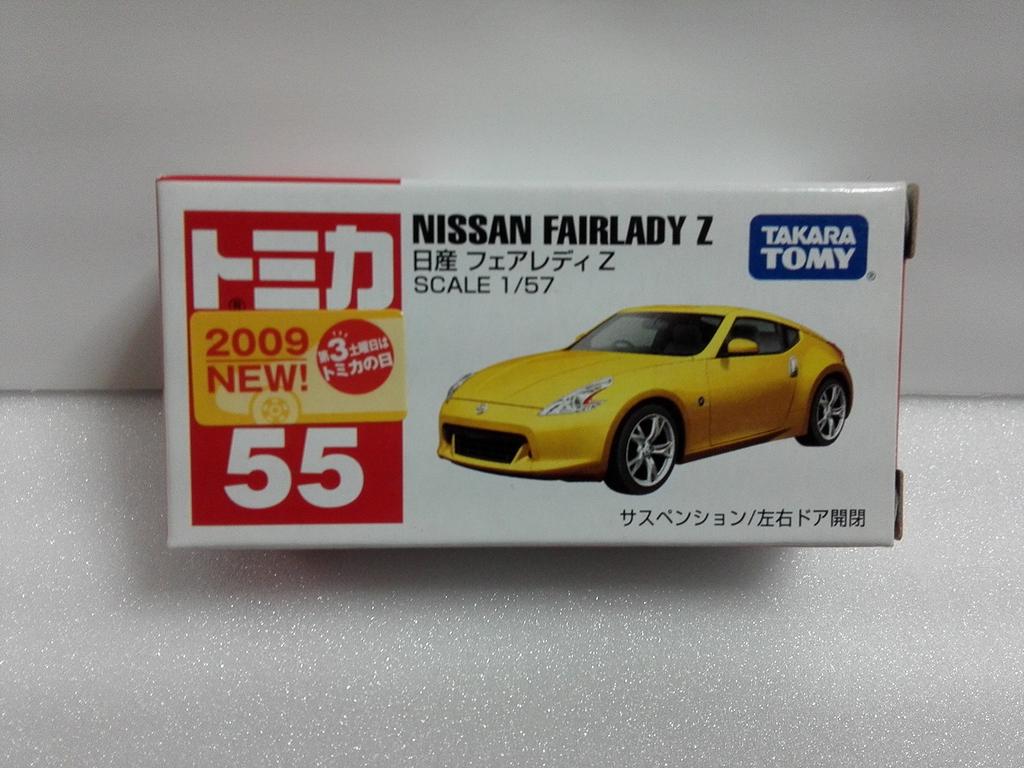 トミカ
®
2009
NEW!
第3土曜日は
トミカの日
55
NISSAN FAIRLADY Z
日産 フェアレディ Z
SCALE 1/57
TAKARA
TOMY
®
サスペンション/左右ドア開閉